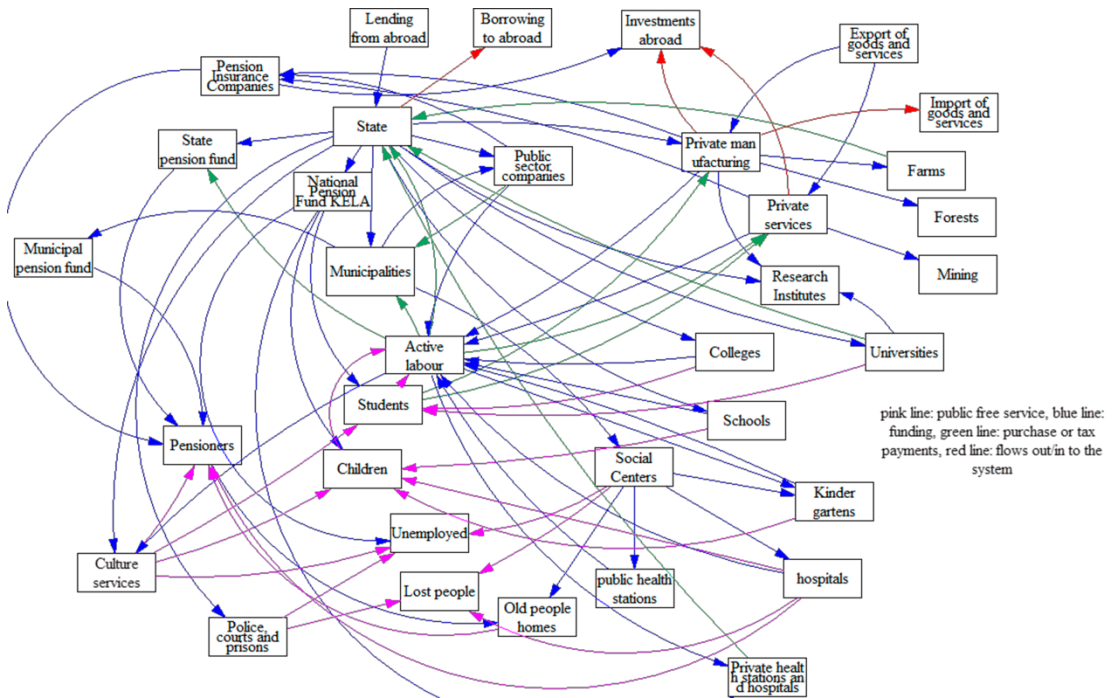 Lending
from abroad
Borrowing
to abroad
Investments
abroad
Export of
goods and
services
Pension
Insurance
Companies
Import of
goods and
services
State
State
pension fund
Public
sector,
companies
Private man
ufacturing
Farms
National
Pension
Fund KELA
Private
services
Forests
Municipal
pension fund
Municipalities
Research
Institutes
Mining
Active
labour
Colleges
Universities
Students
Schools
pink line: public free service, blue line:
funding, green line: purchase or tax
payments, red line: flows out/in to the
system
Pensioners
Children
Social
Centers
Kinder
gartens
Unemployed
Culture
services
Lost people
public health
stations
hospitals
Old people
homes
Police,
courts and
prisons
Private healt
h stations an
d hospitals